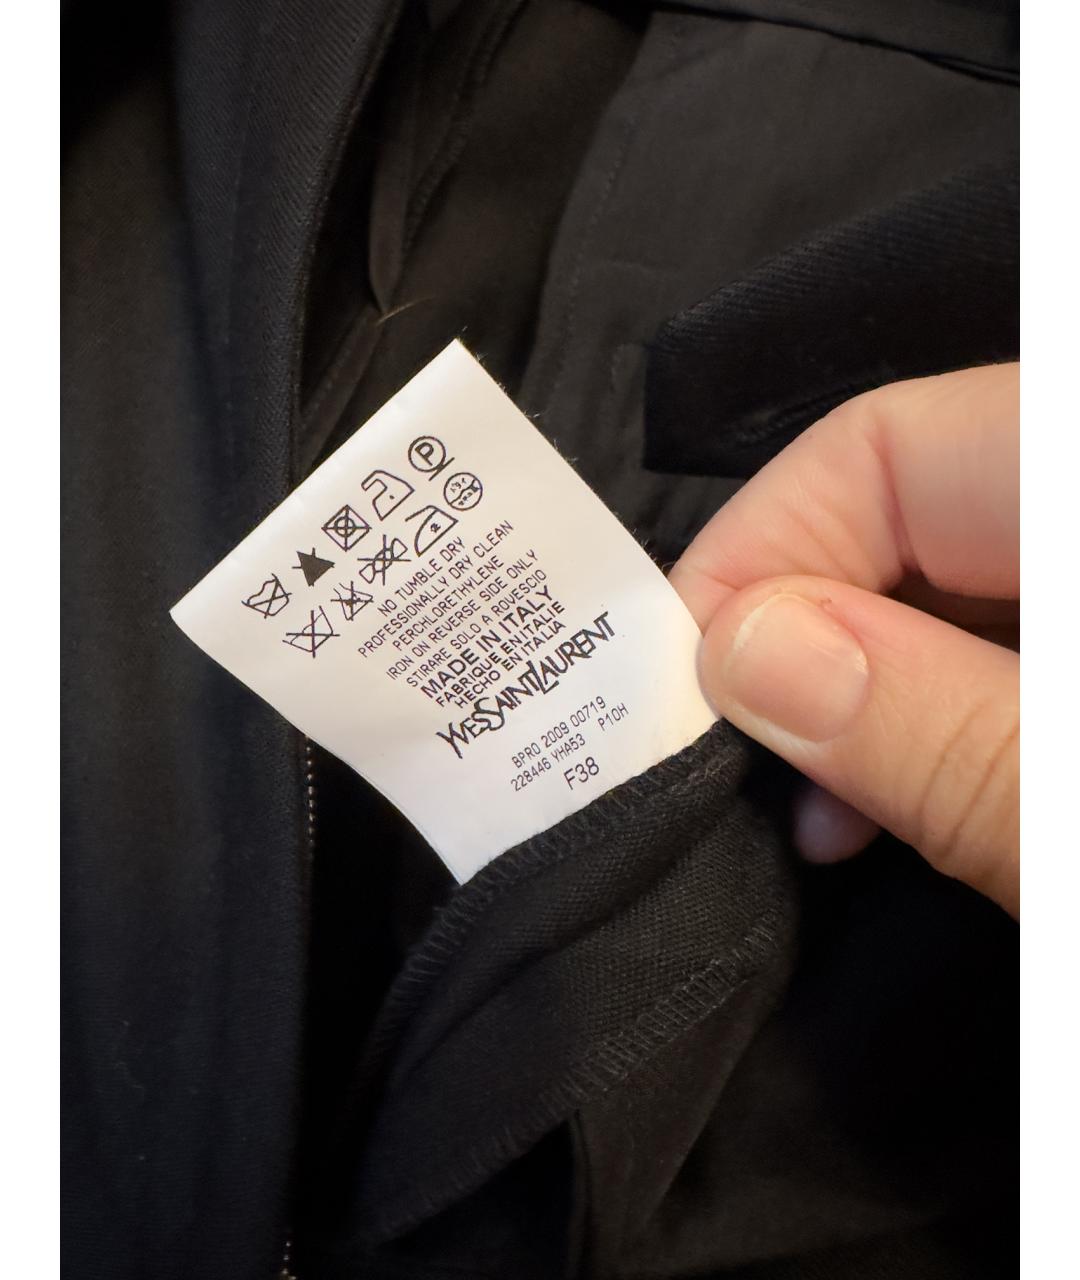 P
NO TUMBLE DRY
PROFESSIONALLY DRY CLEAN
PERCHLORETHYLENE
IRON ON REVERSE SIDE ONLY
STIRARE SOLO A ROVESCIO
MADE IN ITALY
FABRIQUE EN ITALIE
HECHO EN ITALIA
YVESSAINTLAURENT
BPRO 2009 00719
228446 YHA53 P10H
F38